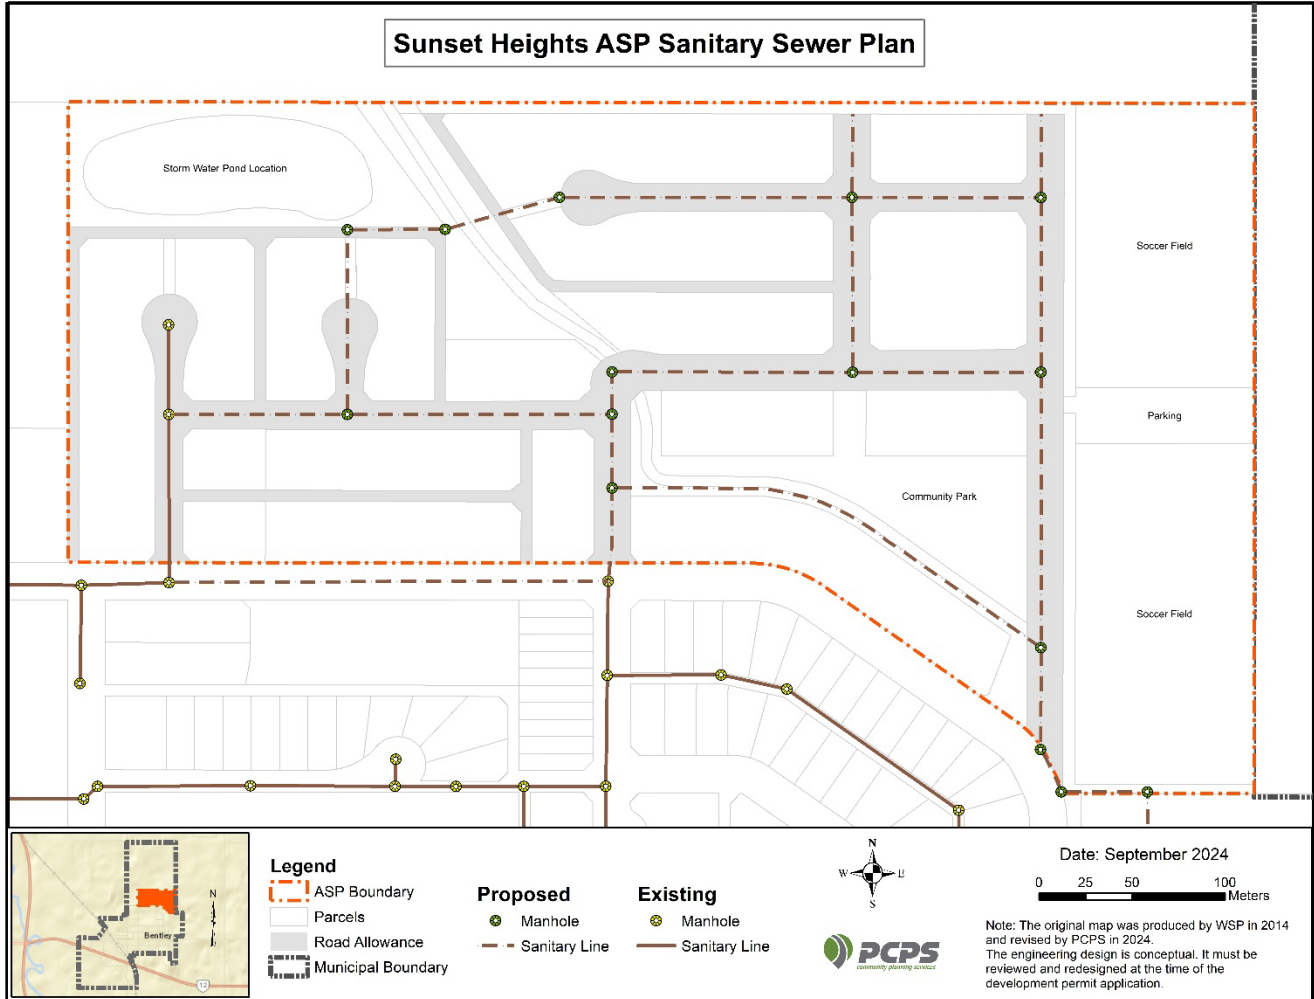 Sunset Heights ASP Sanitary Sewer Plan
Storm Water Pond Location
Soccer Field
Parking
Community Park
Soccer Field
Bentley
N
12
Legend
ASP Boundary
Parcels
Road Allowance
Municipal Boundary
Proposed
Manhole
Sanitary Line
Existing
Manhole
Sanitary Line
N
W
E
S
PCPS
community planning services
Date: September 2024
0 25 50 100
Meters
Note: The original map was produced by WSP in 2014
and revised by PCPS in 2024.
The engineering design is conceptual. It must be
reviewed and redesigned at the time of the
development permit application.